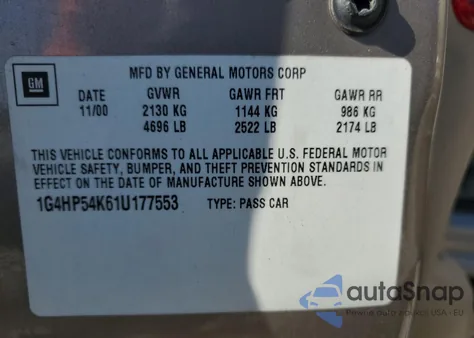 MFD BY GENERAL MOTORS CORP
GM
DATE GVWR GAWR FRT GAWR RR
11/00 2130 KG 1144 KG 986 KG
4696 LB 2522 LB 2174 LB
THIS VEHICLE CONFORMS TO ALL APPLICABLE U.S. FEDERAL MOTOR
VEHICLE SAFETY, BUMPER, AND THEFT PREVENTION STANDARDS IN
EFFECT ON THE DATE OF MANUFACTURE SHOWN ABOVE.
1G4HP54K61U177553 TYPE: PASS CAR
autoSnap